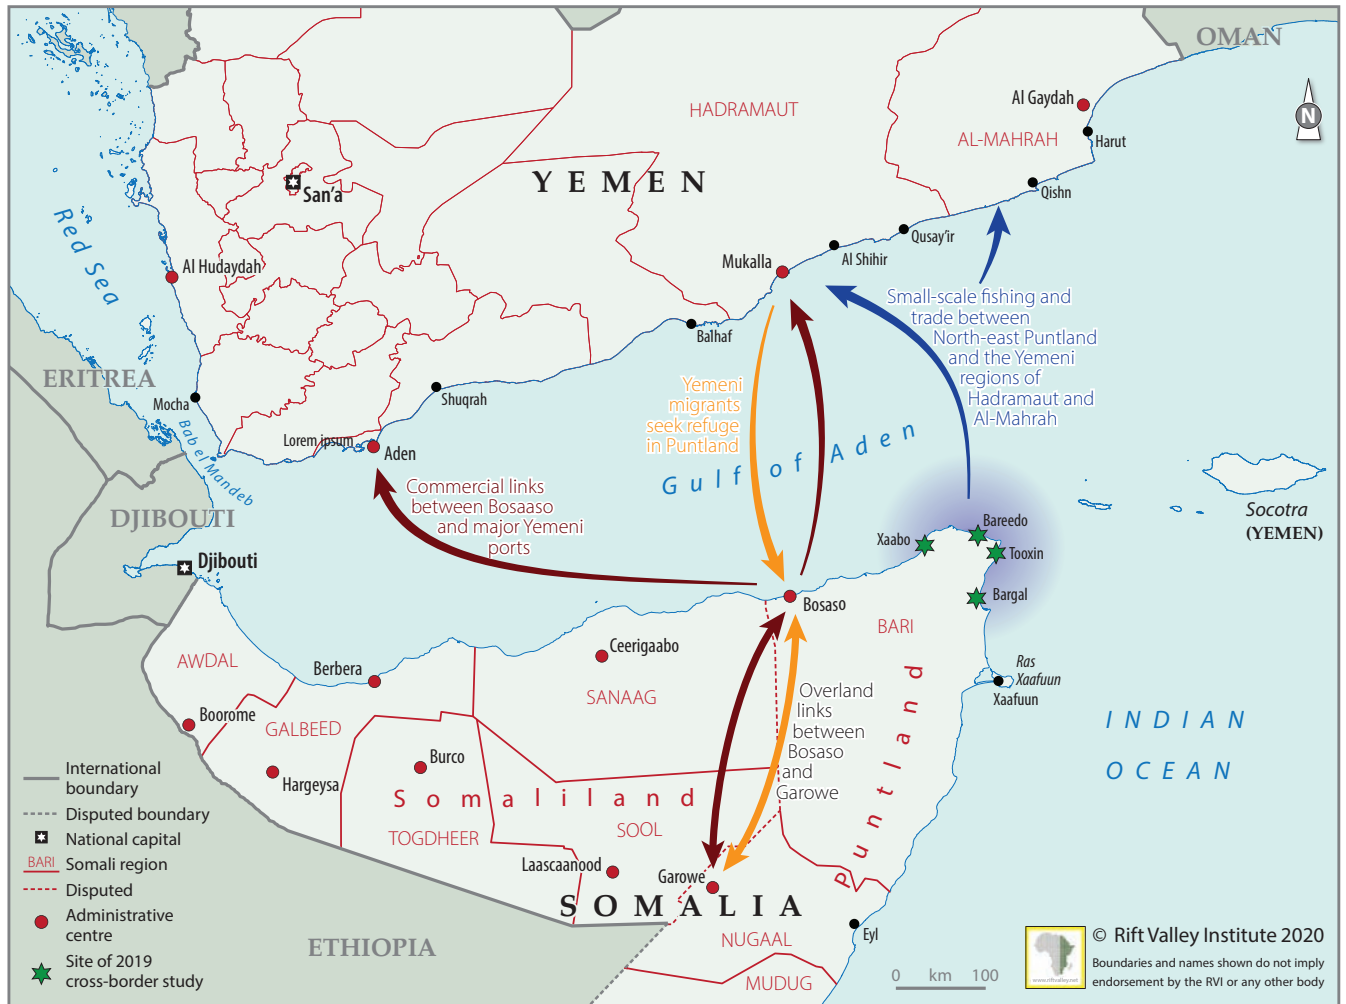 OMAN
Al Gaydah
HADRAMAUT
AL-MAHRAH
Harut
N
YEMEN
San'a
Qishn
Red Sea
Qusay'ir
Al Shihir
Mukalla
Al Hudaydah
Small-scale fishing and
trade between
North-east Puntland
and the Yemeni
regions of
Hadramaut and
Al-Mahrah
Balhaf
ERITREA
Mocha
Shuqrah
Yemeni
migrants
seek refuge
in Puntland
Bab el Mandeb
Lorem ipsum
Aden
Gulf of Aden
Commercial links
between Bosaaso
and major Yemeni
ports
DJIBOUTI
Djibouti
Socotra
(YEMEN)
Bareedo
Xaabo
Tooxin
Bargal
Bosaso
BARI
Ceerigaabo
AWDAL
Berbera
SANAAG
Ras
Xaafuun
Xaafuun
Boorome
GALBEED
Overland
links
between
Bosaso
and
Garowe
Puntland
INDIAN
OCEAN
Hargeysa
Burco
Somaliland
TOGDHEER
SOOL
Laascaanood
Garowe
SOMALIA
ETHIOPIA
NUGAAL
Eyl
MUDUG
International
boundary
Disputed boundary
National capital
BARI Somali region
Disputed
Administrative
centre
Site of 2019
cross-border study
0 km 100
www.riftvalley.net
© Rift Valley Institute 2020
Boundaries and names shown do not imply
endorsement by the RVI or any other body